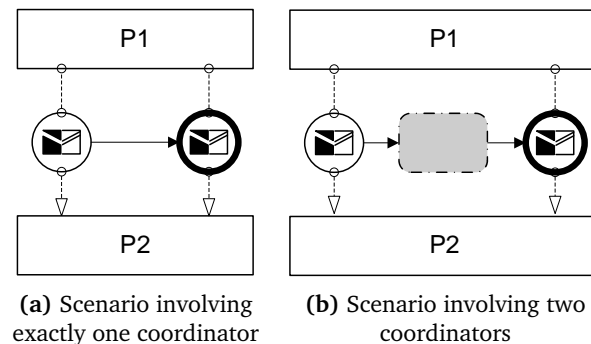 P1
P2
(a) Scenario involving
exactly one coordinator
P1
P2
(b) Scenario involving two
coordinators